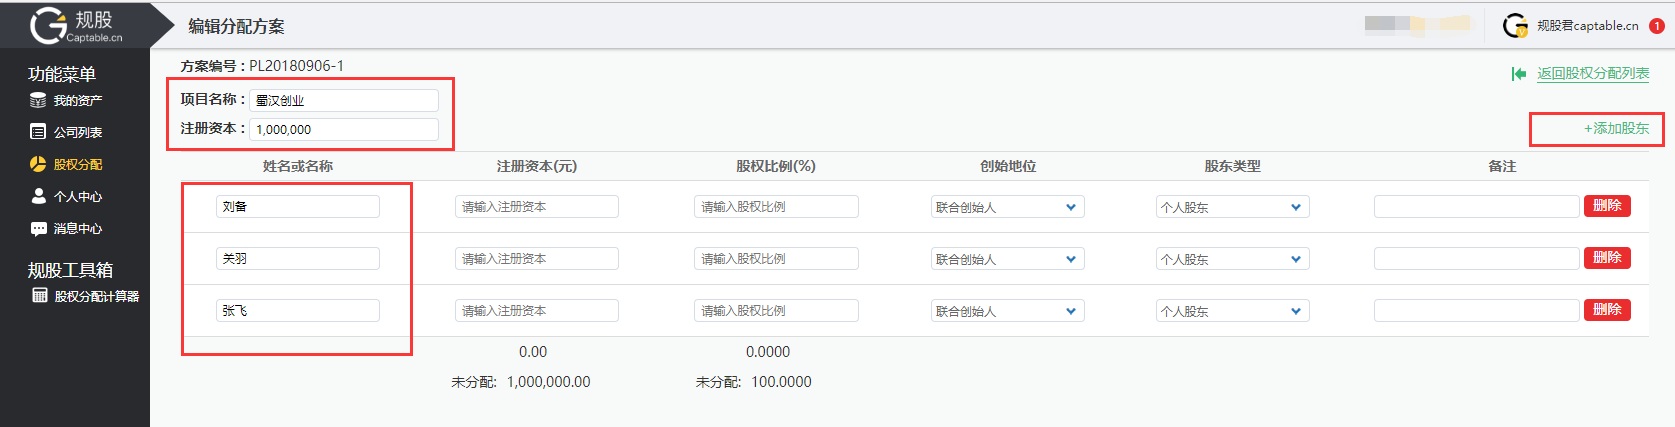 规股
Captable.cn
编辑分配方案
规股君captable.cn
1
功能菜单
我的资产
公司列表
股权分配
个人中心
消息中心
规股工具箱
股权分配计算器
方案编号：PL20180906-1
返回股权分配列表
项目名称： 蜀汉创业
注册资本： 1,000,000
+添加股东
姓名或名称 注册资本(元) 股权比例(%) 创始地位 股东类型 备注
刘备 请输入注册资本 请输入股权比例 联合创始人 个人股东 删除
关羽 请输入注册资本 请输入股权比例 联合创始人 个人股东 删除
张飞 请输入注册资本 请输入股权比例 联合创始人 个人股东 删除
0.00 0.0000
未分配: 1,000,000.00 未分配: 100.0000